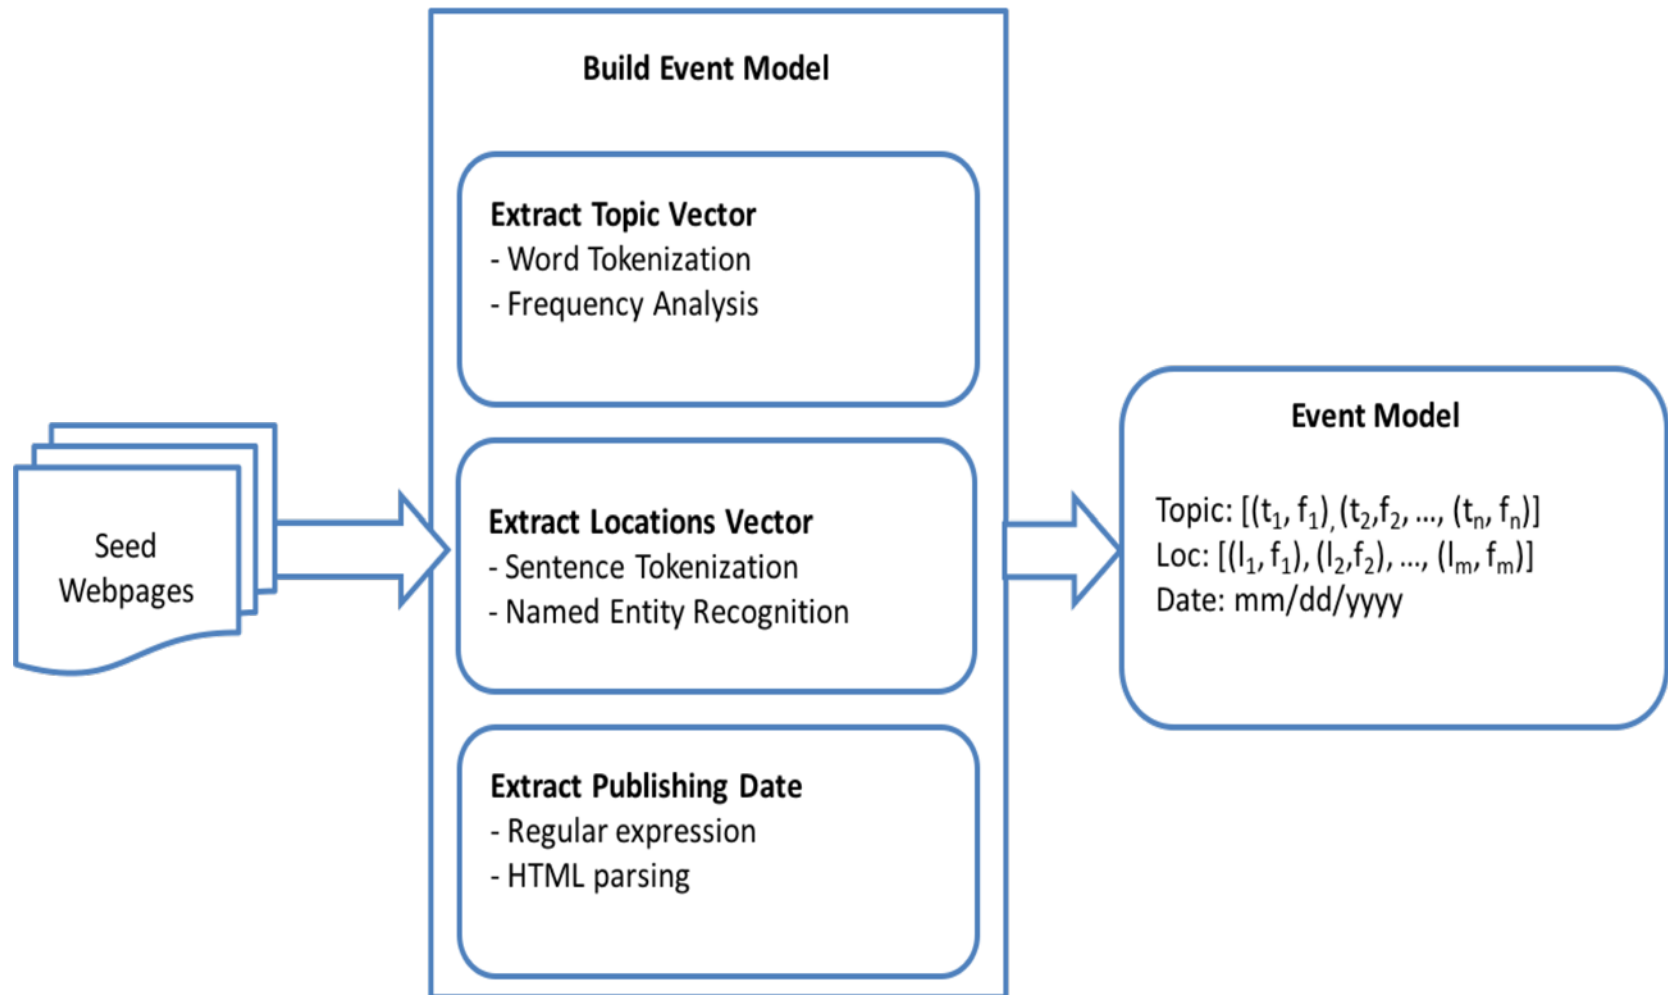 Build Event Model
Extract Topic Vector
- Word Tokenization
- Frequency Analysis
Seed
Webpages
Extract Locations Vector
- Sentence Tokenization
- Named Entity Recognition
Extract Publishing Date
- Regular expression
- HTML parsing
Event Model
Topic: [(t₁, f₁), (t₂,f₂, ..., (tₙ, fₙ)]
Loc: [(l₁, f₁), (l₂,f₂), ..., (lₘ, fₘ)]
Date: mm/dd/yyyy